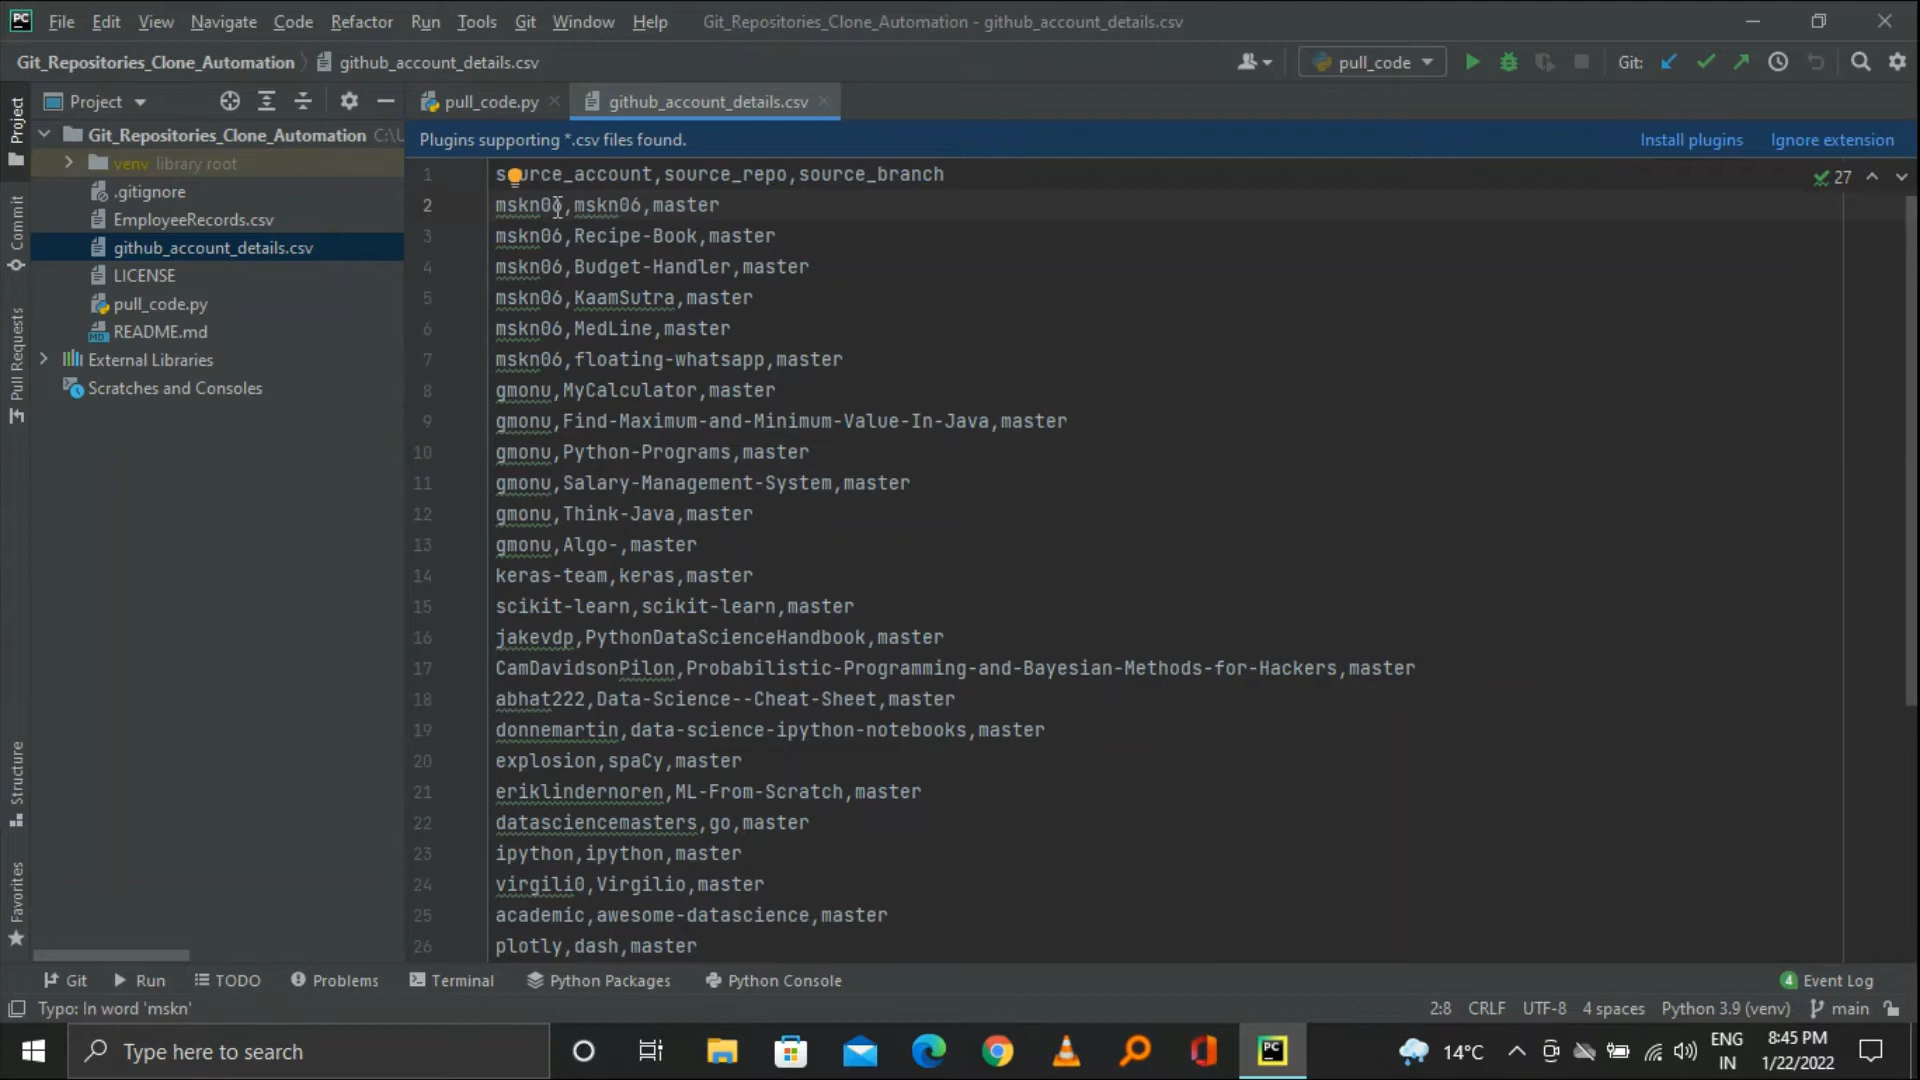 PC File Edit View Navigate Code Refactor Run Tools Git Window Help Git_Repositories_Clone_Automation - github_account_details.csv
Git_Repositories_Clone_Automation github_account_details.csv pull_code Git:
Project pull_code.py github_account_details.csv
Plugins supporting *.csv files found. Install plugins Ignore extension
Project
Commit
Pull Requests
Structure
Favorites
Git_Repositories_Clone_Automation C:\U
venv library root
.gitignore
EmployeeRecords.csv
github_account_details.csv
LICENSE
pull_code.py
README.md
External Libraries
Scratches and Consoles
27
1 source_account,source_repo,source_branch
2 mskn06,mskn06,master
3 mskn06,Recipe-Book,master
4 mskn06,Budget-Handler,master
5 mskn06,KaamSutra,master
6 mskn06,MedLine,master
7 mskn06,floating-whatsapp,master
8 gmonu,MyCalculator,master
9 gmonu,Find-Maximum-and-Minimum-Value-In-Java,master
10 gmonu,Python-Programs,master
11 gmonu,Salary-Management-System,master
12 gmonu,Think-Java,master
13 gmonu,Algo-,master
14 keras-team,keras,master
15 scikit-learn,scikit-learn,master
16 jakevdp,PythonDataScienceHandbook,master
17 CamDavidsonPilon,Probabilistic-Programming-and-Bayesian-Methods-for-Hackers,master
18 abhat222,Data-Science--Cheat-Sheet,master
19 donnemartin,data-science-ipython-notebooks,master
20 explosion,spaCy,master
21 eriklindernoren,ML-From-Scratch,master
22 datasciencemasters,go,master
23 ipython,ipython,master
24 virgili0,Virgilio,master
25 academic,awesome-datascience,master
26 plotly,dash,master
Git Run TODO Problems Terminal Python Packages Python Console 4 Event Log
Typo: In word 'mskn' 2:8 CRLF UTF-8 4 spaces Python 3.9 (venv) main
Type here to search PC 14°C ENG IN 8:45 PM 1/22/2022